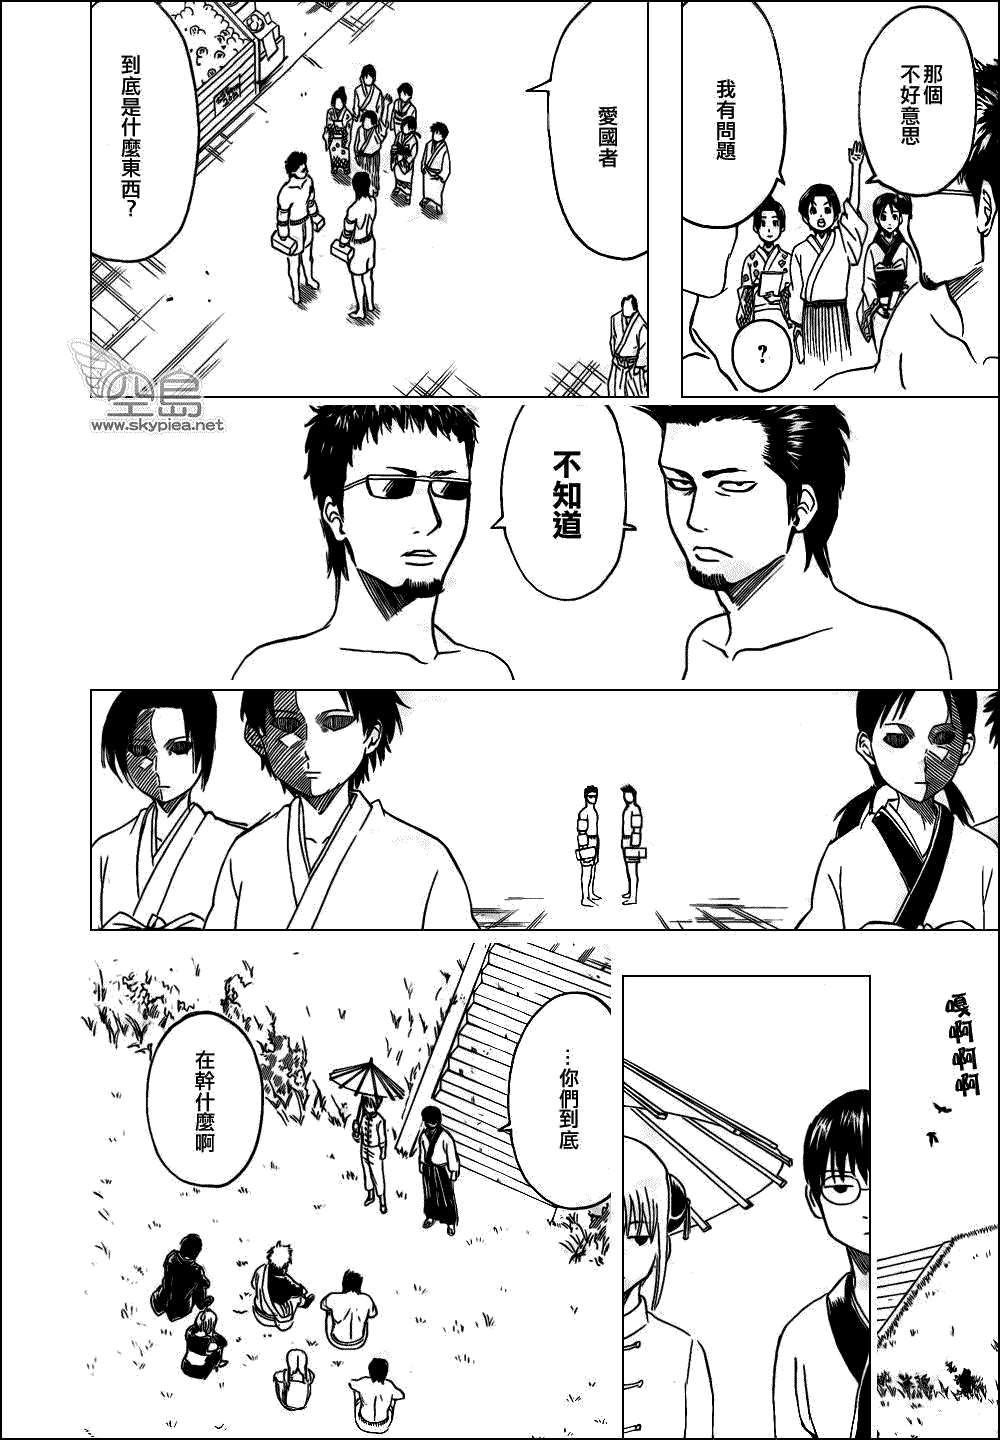 那個
不好意思
我有問題
?
愛國者
到底是什麼東西?
空島
www.skypiea.net
不知道
嘎啊啊啊
…你們到底
在幹什麼啊